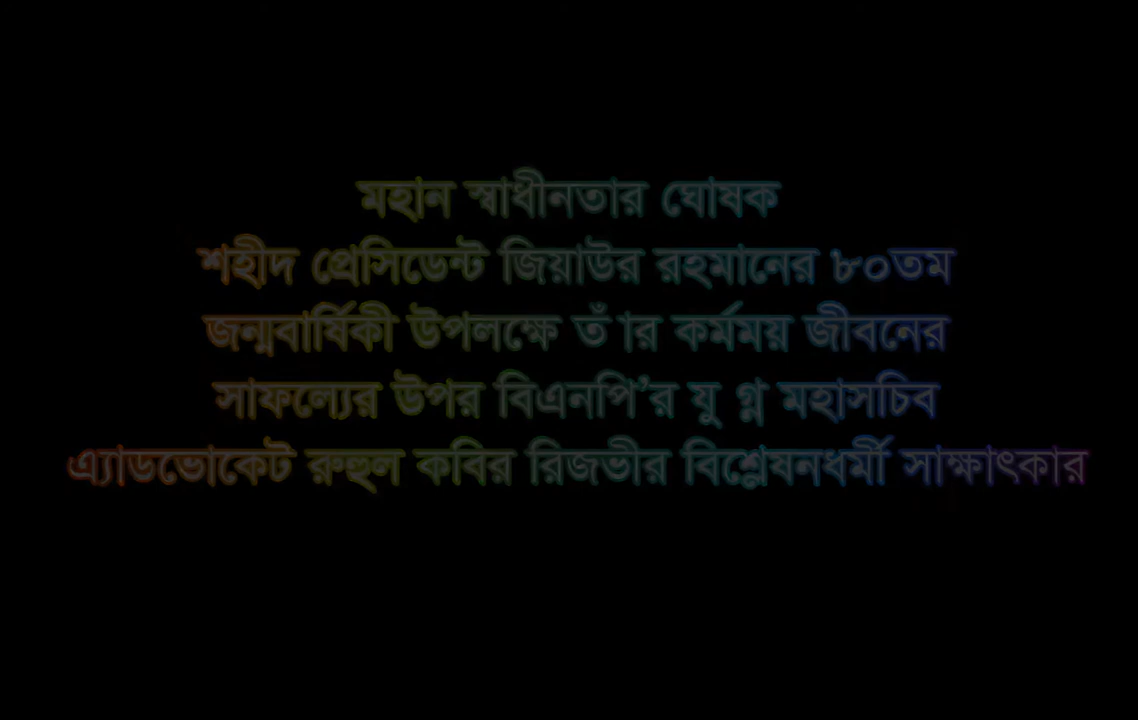 মহান স্বাধীনতার ঘোষক
শহীদ প্রেসিডেন্ট জিয়াউর রহমানের ৮০তম
জন্মবার্ষিকী উপলক্ষে তঁ ার কর্মময় জীবনের
সাফল্যের উপর বিএনপি’র যু গ্ন মহাসচিব
এ্যাডভোকেট রুহুল কবির রিজভীর বিশ্লেষনধর্মী সাক্ষাৎকার